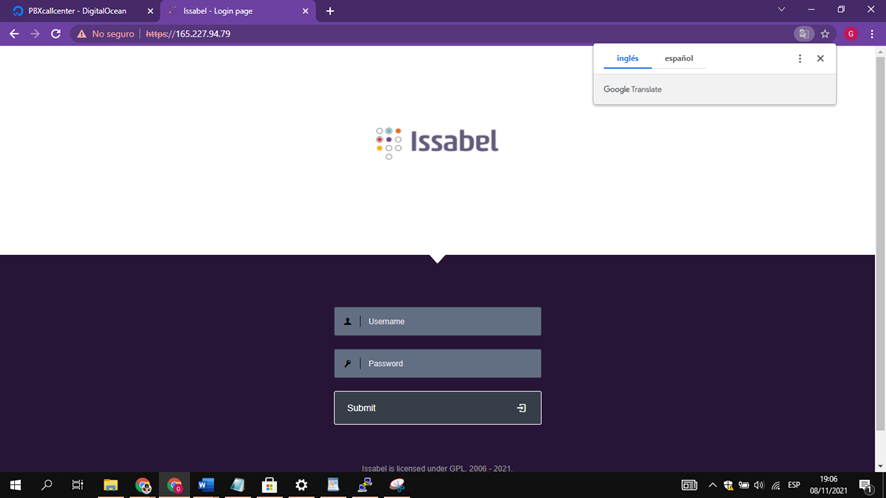 PBXcallcenter - DigitalOcean
Issabel - Login page
No seguro
https://165.227.94.79
inglés
español
Google Translate
Issabel
Username
Password
Submit
Issabel is licensed under GPL. 2006 - 2021.
ESP
19:06
08/11/2021
1